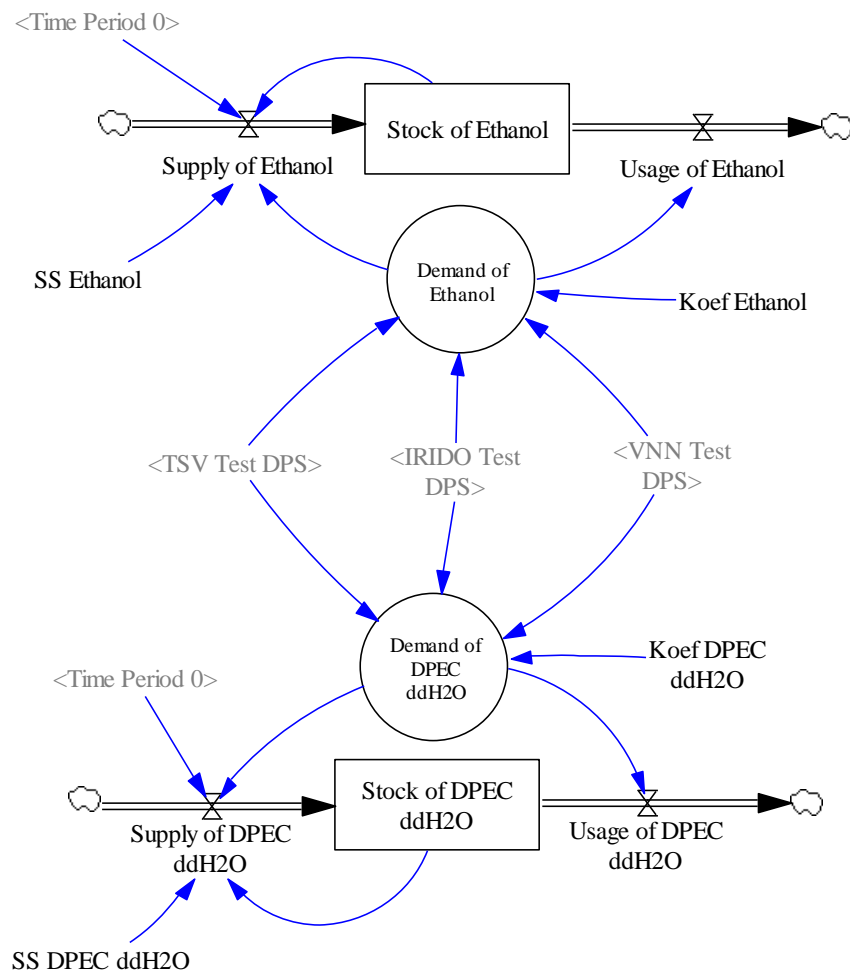 <Time Period 0>
Stock of Ethanol
Supply of Ethanol
Usage of Ethanol
SS Ethanol
Demand of
Ethanol
Koef Ethanol
<TSV Test DPS>
<IRIDO Test
DPS>
<VNN Test
DPS>
Demand of
DPEC
ddH2O
Koef DPEC
ddH2O
<Time Period 0>
Stock of DPEC
ddH2O
Supply of DPEC
ddH2O
Usage of DPEC
ddH2O
SS DPEC ddH2O